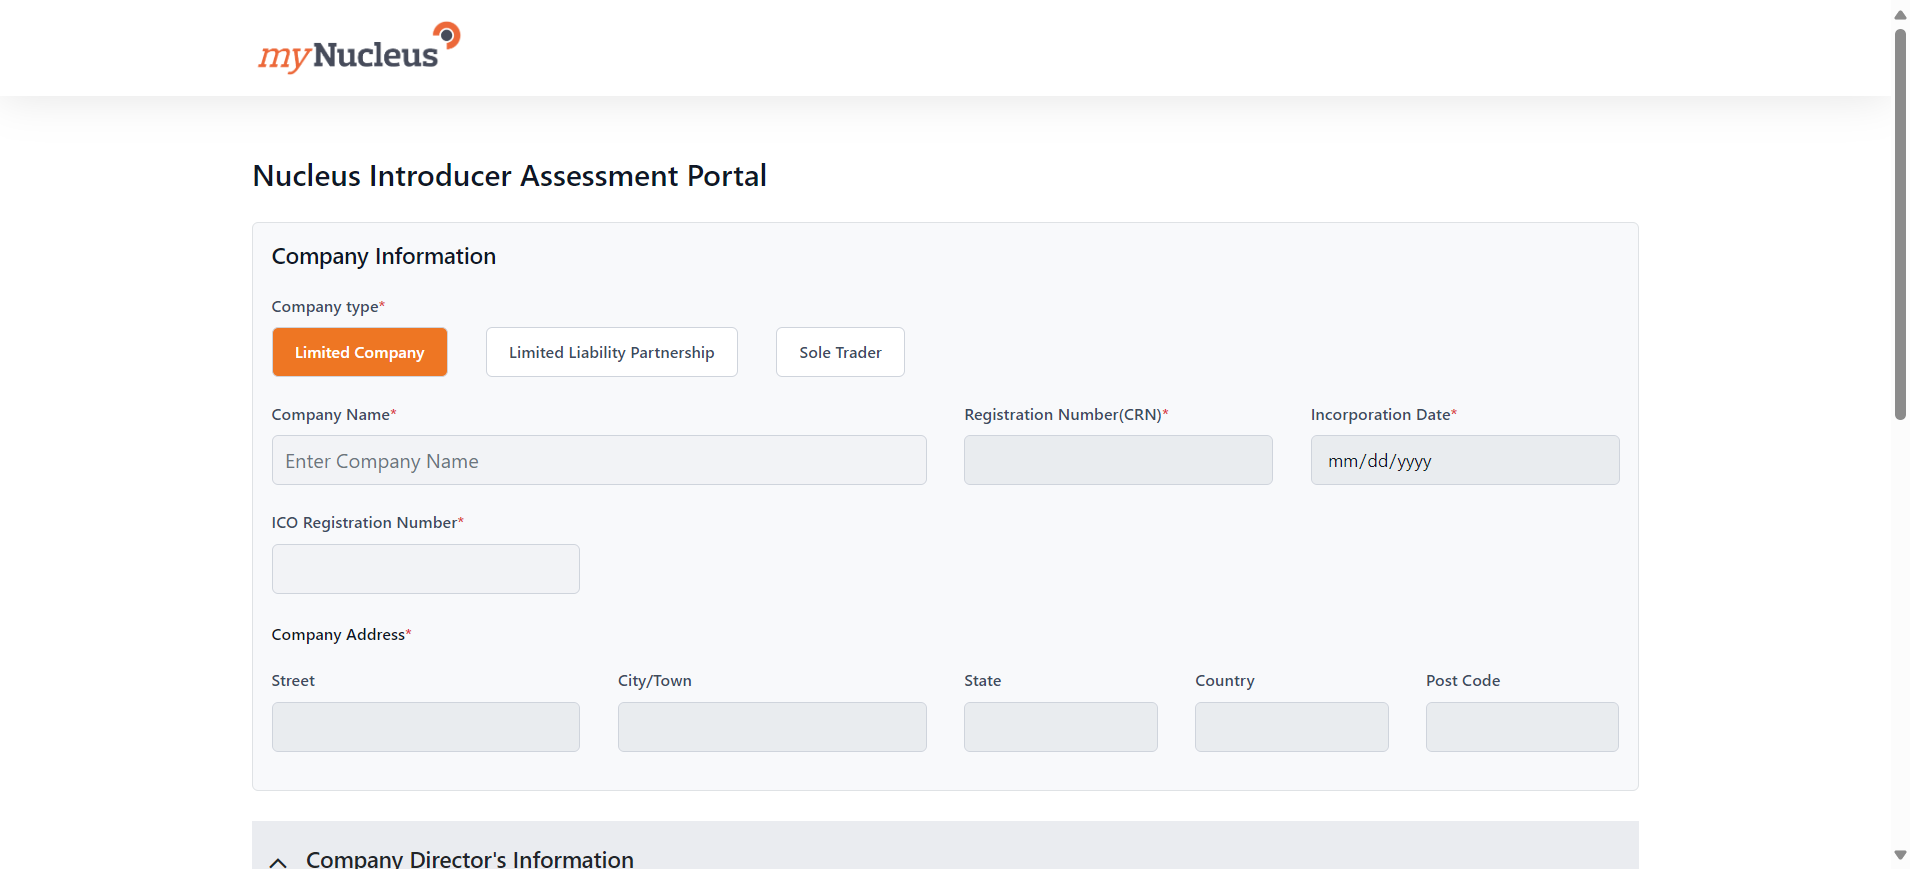 myNucleus
Nucleus Introducer Assessment Portal
Company Information
Company type*
Limited Company Limited Liability Partnership Sole Trader
Company Name* Registration Number(CRN)* Incorporation Date*
Enter Company Name mm/dd/yyyy
ICO Registration Number*
Company Address*
Street City/Town State Country Post Code
Company Director's Information